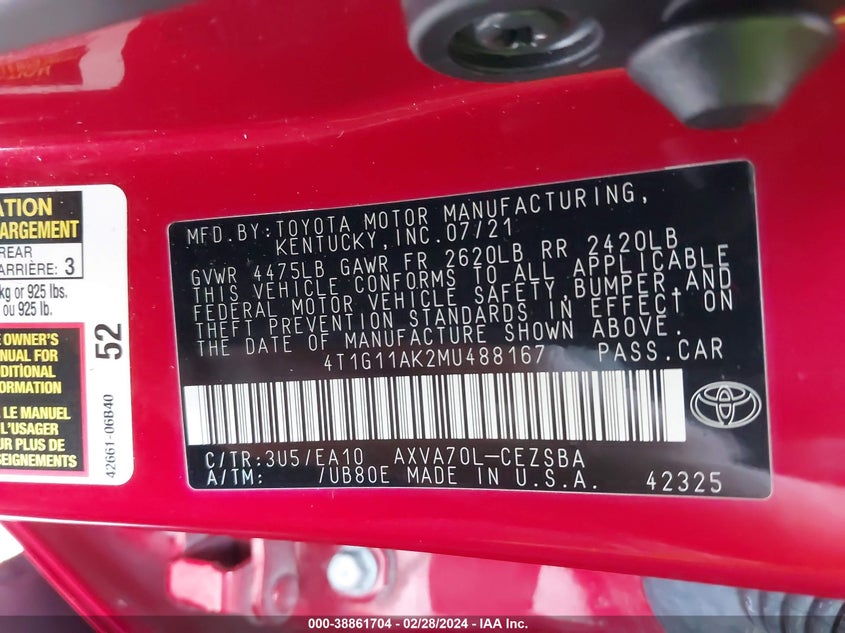 ATION
ARGEMENT
REAR
ARRIÈRE: 3
kg or 925 lbs.
ou 925 lb.
OWNER'S
MANUAL FOR
DITIONAL
FORMATION
LE MANUEL
L'USAGER
UR PLUS DE
SEIGNEMENTS
52
42661-06B40
MFD.BY:TOYOTA MOTOR MANUFACTURING,
KENTUCKY,INC.07/21
GVWR 4475LB GAWR FR 2620LB RR 2420LB
THIS VEHICLE CONFORMS TO ALL APPLICABLE
FEDERAL MOTOR VEHICLE SAFETY,BUMPER,AND
THEFT PREVENTION STANDARDS IN EFFECT ON
THE DATE OF MANUFACTURE SHOWN ABOVE.
4T1G11AK2MU488167 PASS.CAR
C/TR:3U5/EA10 AXVA70L-CEZSBA
A/TM: /UB80E MADE IN U.S.A. 42325
000-38861704 - 02/28/2024 - IAA Inc.